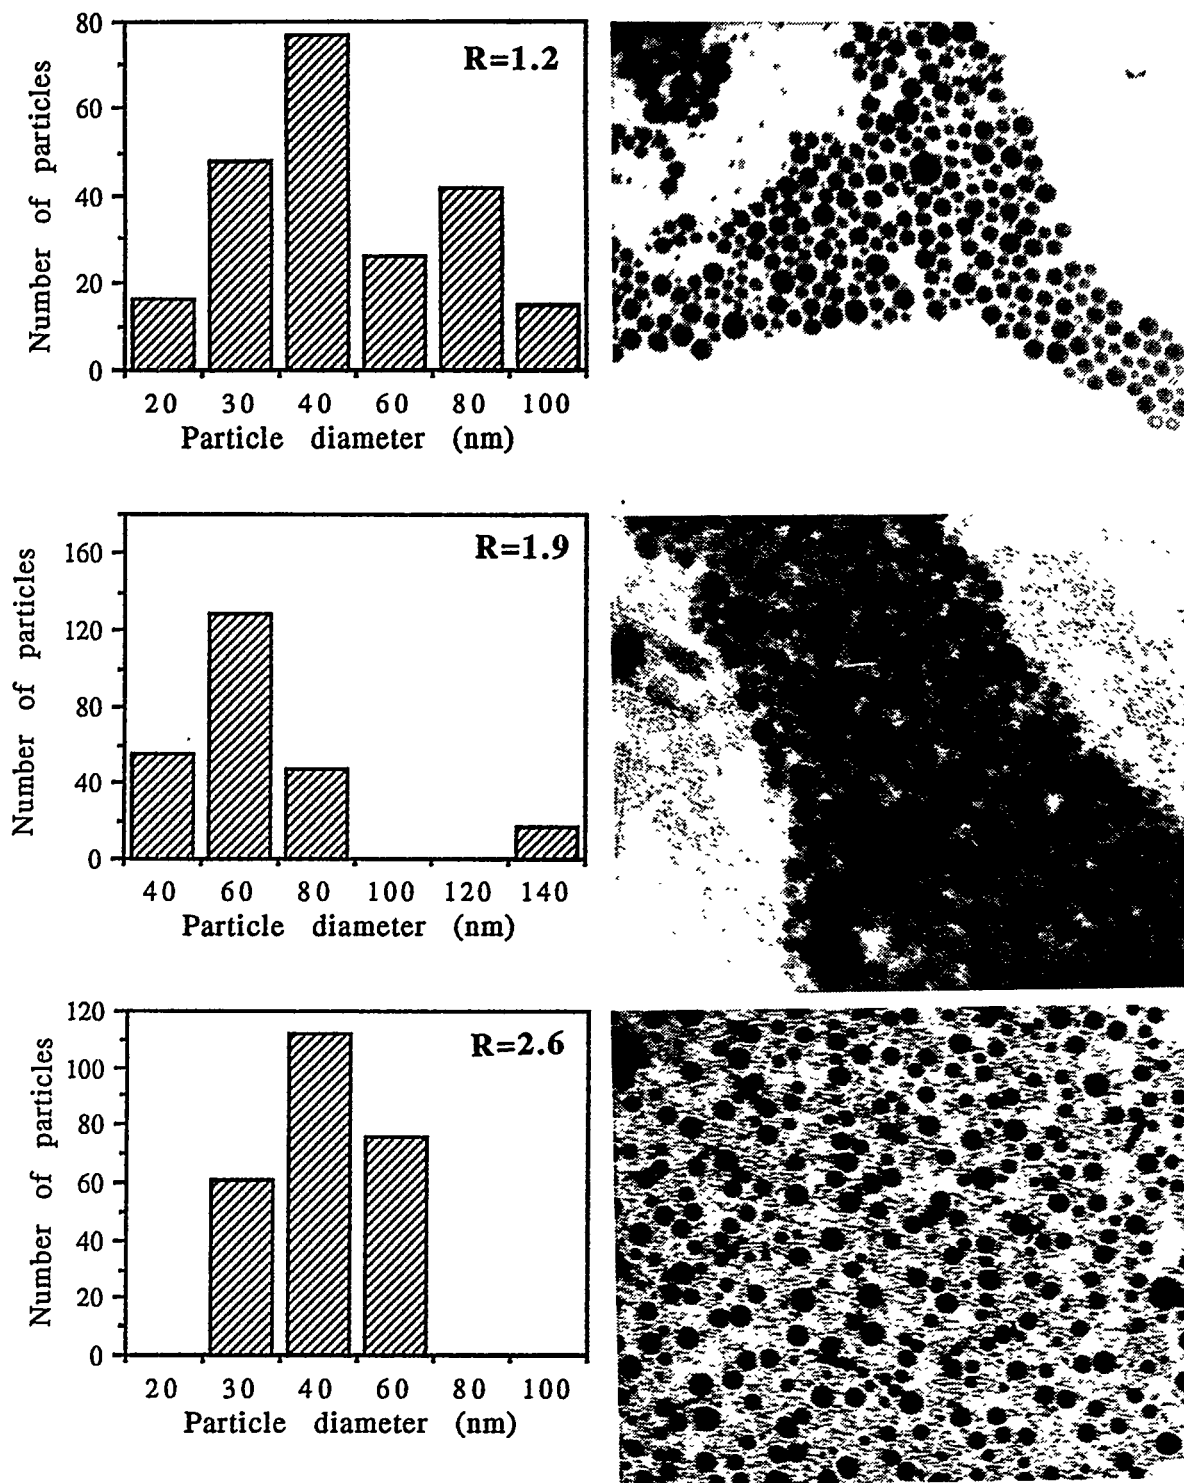 R=1.2
Number of particles
80
60
40
20
0
20 30 40 60 80 100
Particle diameter (nm)
R=1.9
Number of particles
160
120
80
40
0
40 60 80 100 120 140
Particle diameter (nm)
R=2.6
Number of particles
120
100
80
60
40
20
0
20 30 40 60 80 100
Particle diameter (nm)